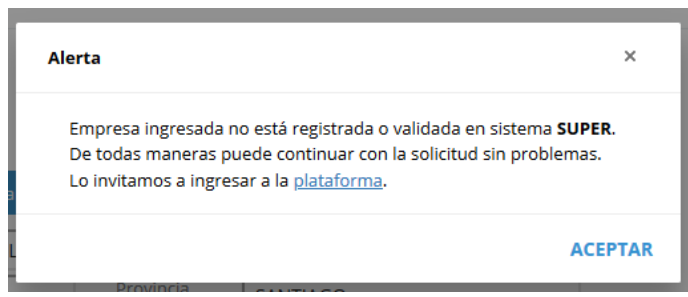 Alerta
×
Empresa ingresada no está registrada o validada en sistema SUPER.
De todas maneras puede continuar con la solicitud sin problemas.
Lo invitamos a ingresar a la plataforma.
ACEPTAR
Provincia
SANTIAGO